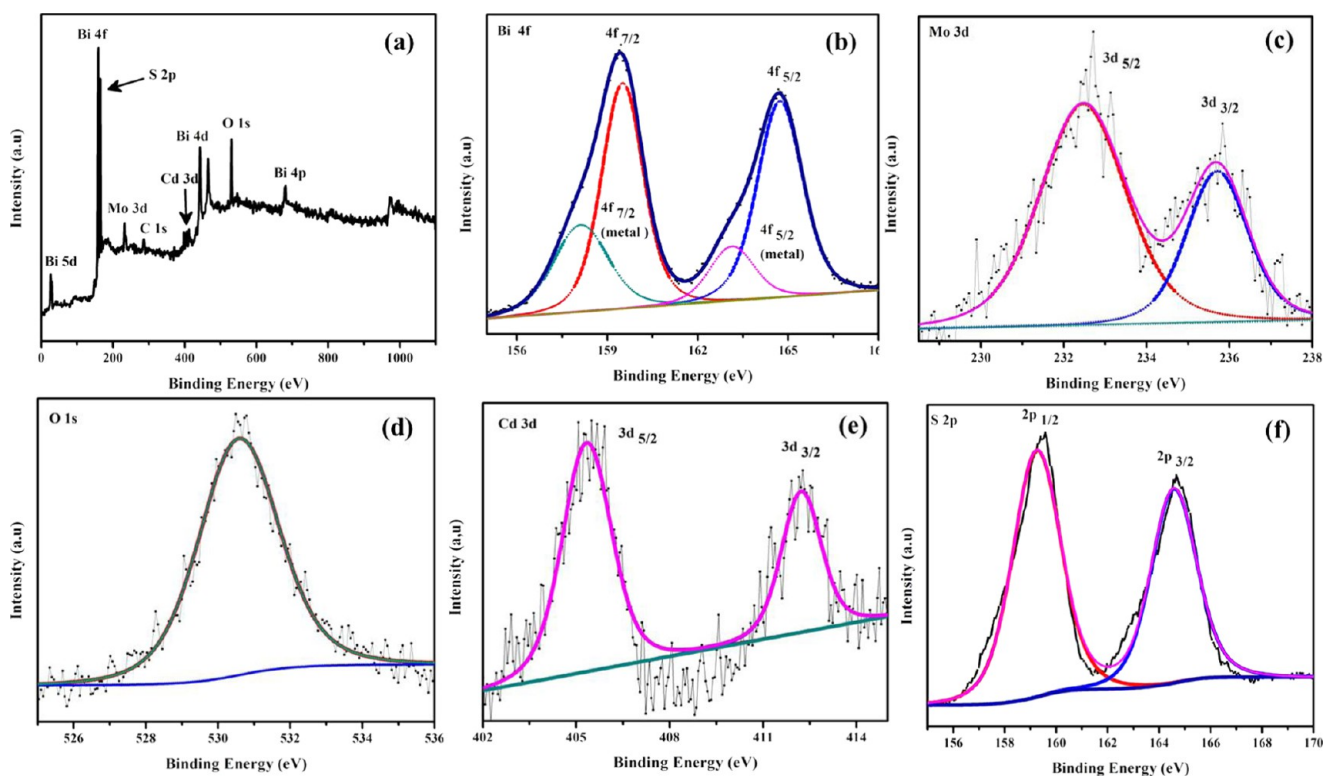 (a)
Bi 4f
S 2p
Bi 4d
O 1s
Cd 3d
Bi 4p
Mo 3d
C 1s
Bi 5d
Intensity (a.u)
0 200 400 600 800 1000
Binding Energy (eV)
(b)
Bi 4f
4f 7/2
4f 5/2
4f 7/2
(metal )
4f 5/2
(metal)
Intensity (a.u)
156 159 162 165 16
Binding Energy (eV)
(c)
Mo 3d
3d 5/2
3d 3/2
Intensity (a.u)
230 232 234 236 238
Binding Energy (eV)
(d)
O 1s
Intensity (a.u)
526 528 530 532 534 536
Binding Energy (eV)
(e)
Cd 3d
3d 5/2
3d 3/2
Intensity (a.u)
402 405 408 411 414
Binding Energy (eV)
(f)
S 2p
2p 1/2
2p 3/2
Intensity (a.u)
156 158 160 162 164 166 168 170
Binding Energy (eV)